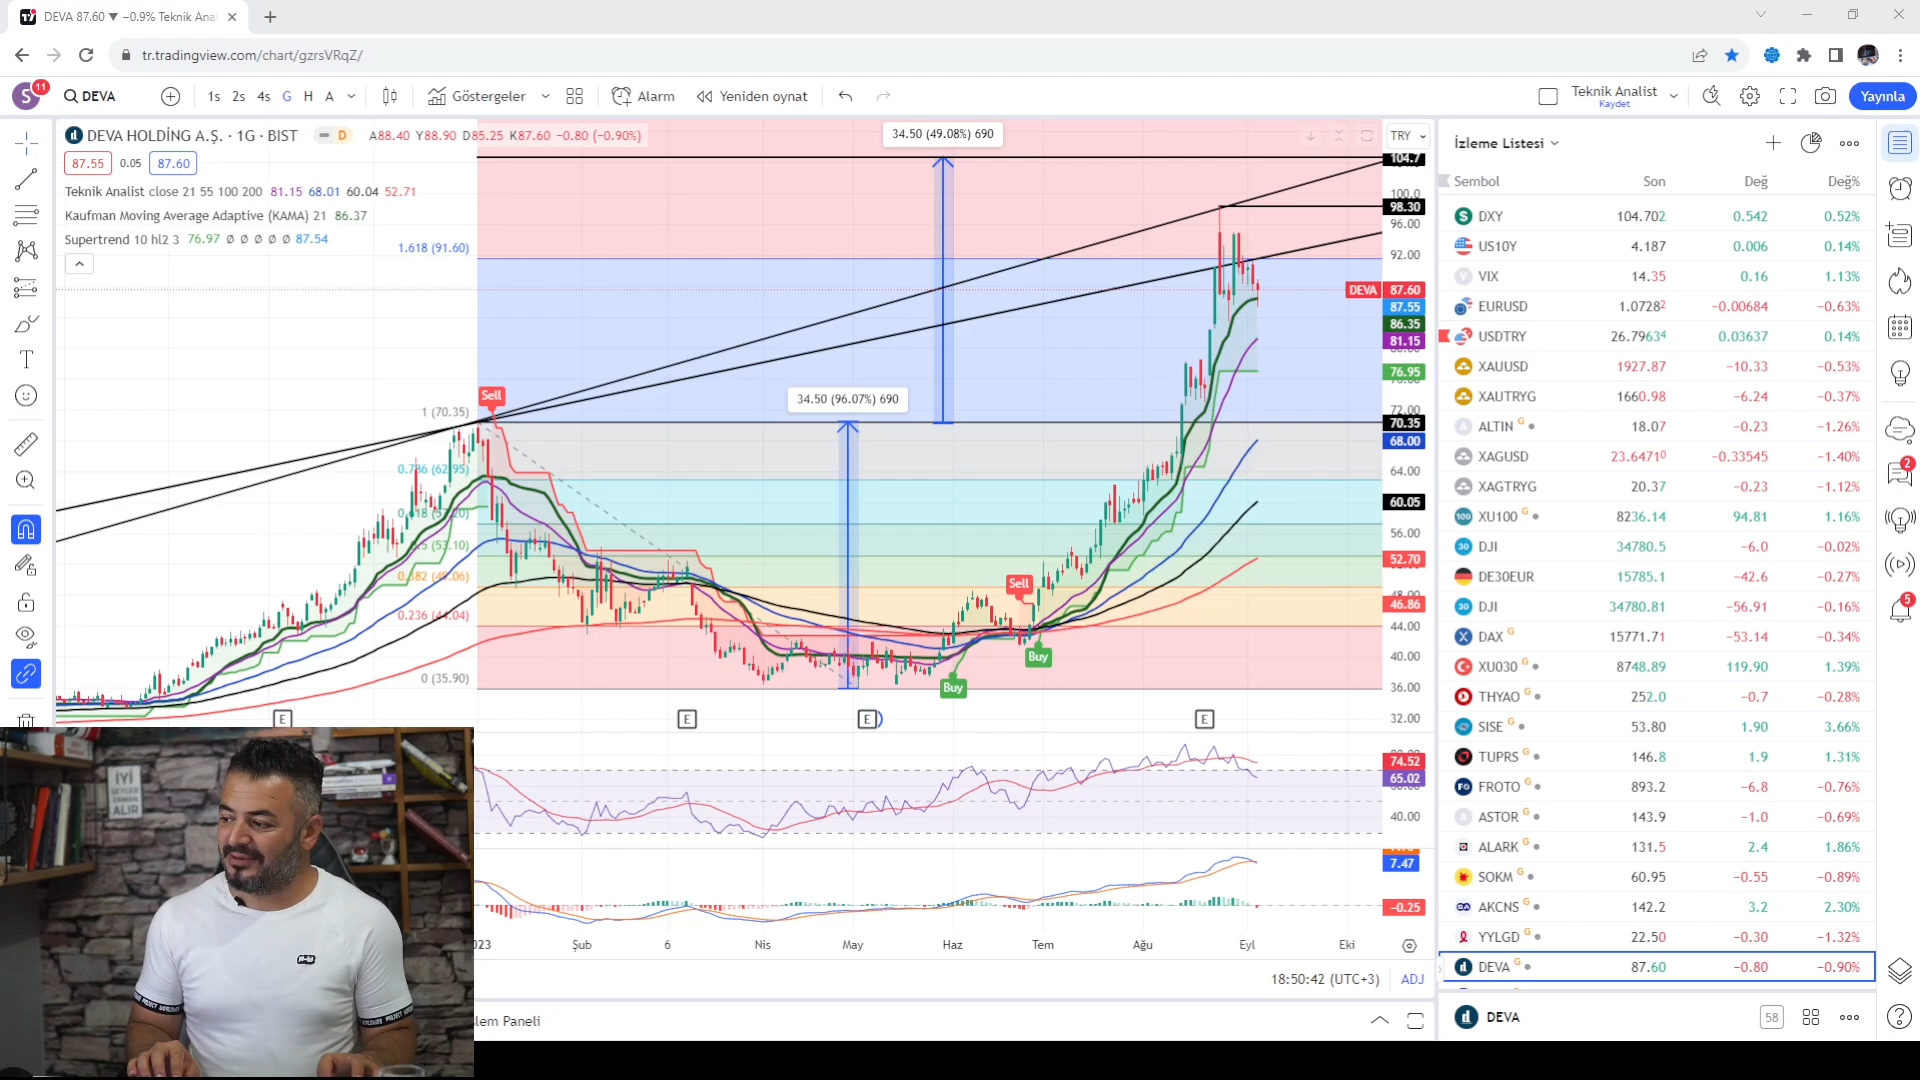 DEVA 87.60 ▼ −0.9% Teknik Ana
tr.tradingview.com/chart/gzrsVRqZ/
S 11 DEVA 1s 2s 4s G H A Göstergeler Alarm Yeniden oynat Teknik Analist Kaydet Yayınla
DEVA HOLDİNG A.Ş. · 1G · BIST D A88.40 Y88.90 D85.25 K87.60 −0.80 (−0.90%)
87.55 0.05 87.60
Teknik Analist close 21 55 100 200 81.15 68.01 60.04 52.71
Kaufman Moving Average Adaptive (KAMA) 21 86.37
Supertrend 10 hl2 3 76.97 Ø Ø Ø Ø Ø 87.54
34.50 (49.08%) 690
34.50 (96.07%) 690
1.618 (91.60)
1 (70.35)
0.786 (62.95)
0.5 (53.10)
0.382 (49.06)
0.236 (44.04)
0 (35.90)
Sell
Sell
Buy
Buy
E E E E
TRY
104.7
100.0
98.30
96.00
92.00
DEVA 87.60
87.55
86.35
81.15
76.95
72.00
70.35
68.00
64.00
60.05
56.00
52.70
48.00
46.86
44.00
40.00
36.00
32.00
74.52
65.02
60.00
40.00
7.47
−0.25
023 Şub 6 Nis May Haz Tem Ağu Eyl Eki
18:50:42 (UTC+3) ADJ
lem Paneli
İYİ
ŞEYLER
ZAMAN
ALIR
İzleme Listesi
Sembol Son Değ Değ%
DXY 104.702 0.542 0.52%
US10Y 4.187 0.006 0.14%
VIX 14.35 0.16 1.13%
EURUSD 1.0728² −0.00684 −0.63%
USDTRY 26.7963⁴ 0.03637 0.14%
XAUUSD 1927.87 −10.33 −0.53%
XAUTRYG 1660.98 −6.24 −0.37%
ALTIN G 18.07 −0.23 −1.26%
XAGUSD 23.6471⁰ −0.33545 −1.40%
XAGTRYG 20.37 −0.23 −1.12%
100 XU100 G 8236.14 94.81 1.16%
30 DJI 34780.5 −6.0 −0.02%
DE30EUR 15785.1 −42.6 −0.27%
30 DJI 34780.81 −56.91 −0.16%
DAX G 15771.71 −53.14 −0.34%
XU030 G 8748.89 119.90 1.39%
THYAO G 252.0 −0.7 −0.28%
SISE G 53.80 1.90 3.66%
TUPRS G 146.8 1.9 1.31%
FROTO G 893.2 −6.8 −0.76%
ASTOR G 143.9 −1.0 −0.69%
ALARK G 131.5 2.4 1.86%
SOKM G 60.95 −0.55 −0.89%
AKCNS G 142.2 3.2 2.30%
YYLGD G 22.50 −0.30 −1.32%
DEVA G 87.60 −0.80 −0.90%
DEVA 58
2
5